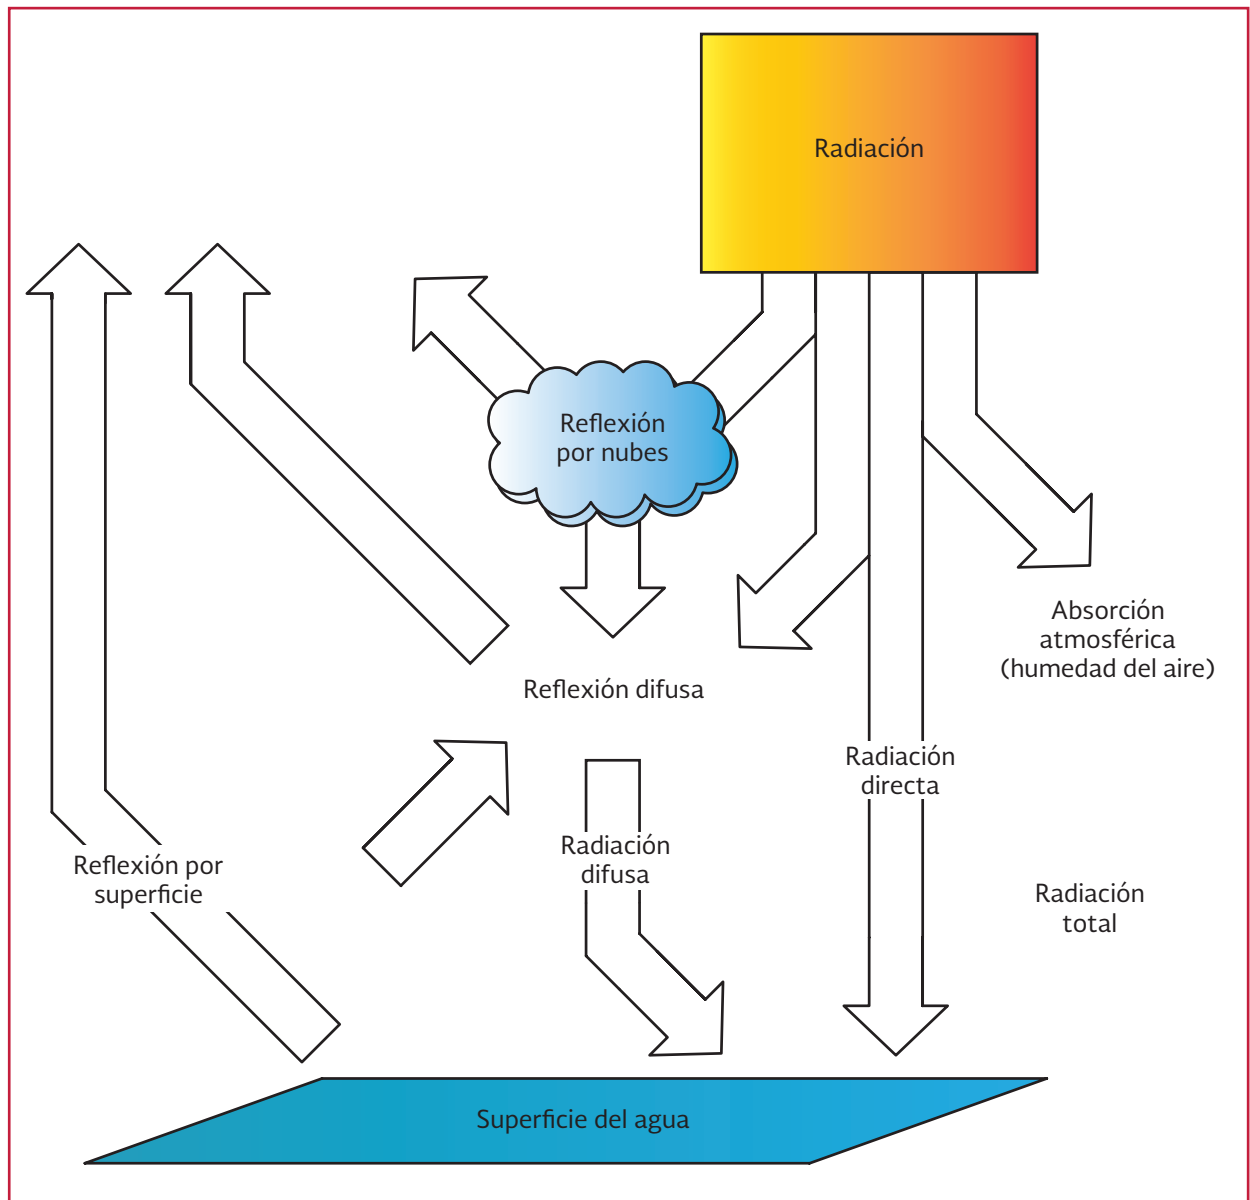 Radiación
Reflexión
por nubes
Absorción
atmosférica
(humedad del aire)
Reflexión difusa
Radiación
directa
Radiación
difusa
Reflexión por
superficie
Radiación
total
Superficie del agua